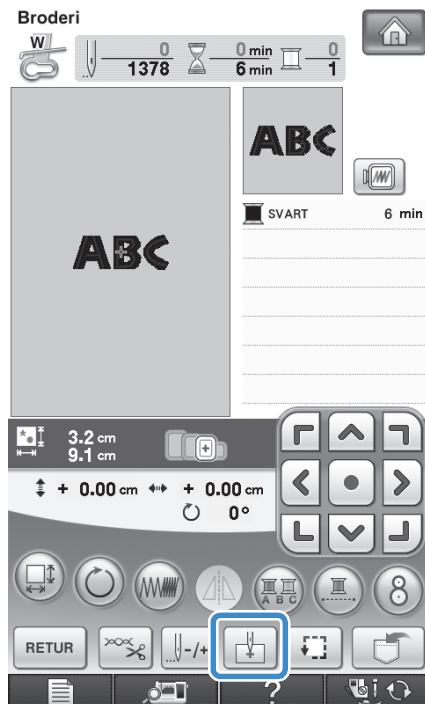 Broderi
W
0
1378
0 min
6 min
0
1
ABC
ABC
SVART 6 min
3.2 cm
9.1 cm
+ 0.00 cm + 0.00 cm
0°
A B C
8
RETUR
-/+
?
i